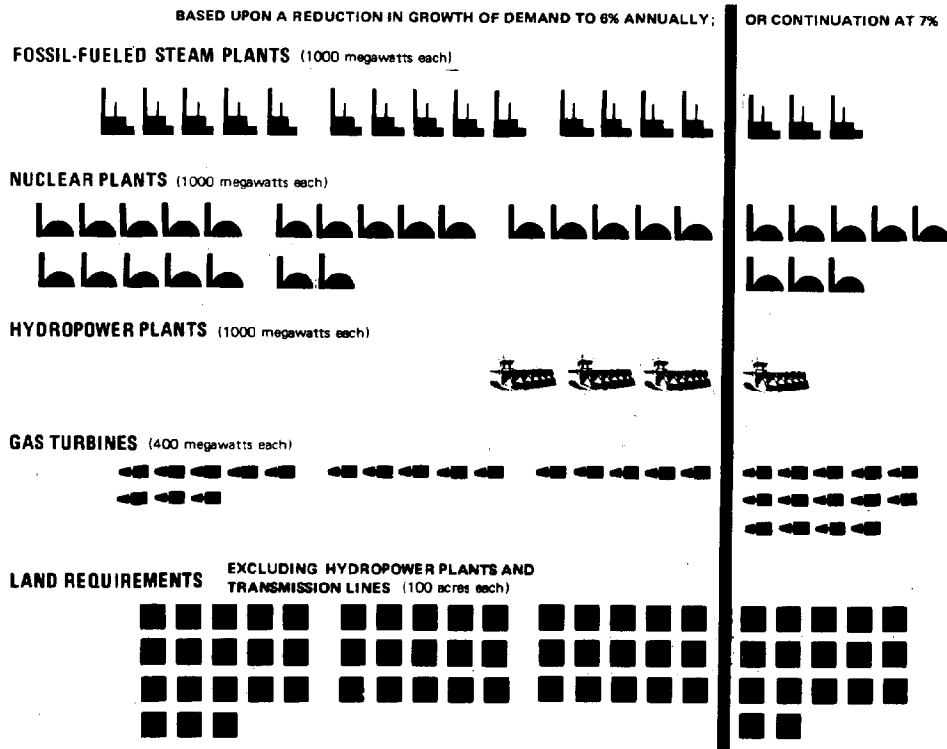 BASED UPON A REDUCTION IN GROWTH OF DEMAND TO 6% ANNUALLY; OR CONTINUATION AT 7%
FOSSIL-FUELED STEAM PLANTS (1000 megawatts each)
NUCLEAR PLANTS (1000 megawatts each)
HYDROPOWER PLANTS (1000 megawatts each)
GAS TURBINES (400 megawatts each)
LAND REQUIREMENTS EXCLUDING HYDROPOWER PLANTS AND
TRANSMISSION LINES (100 acres each)